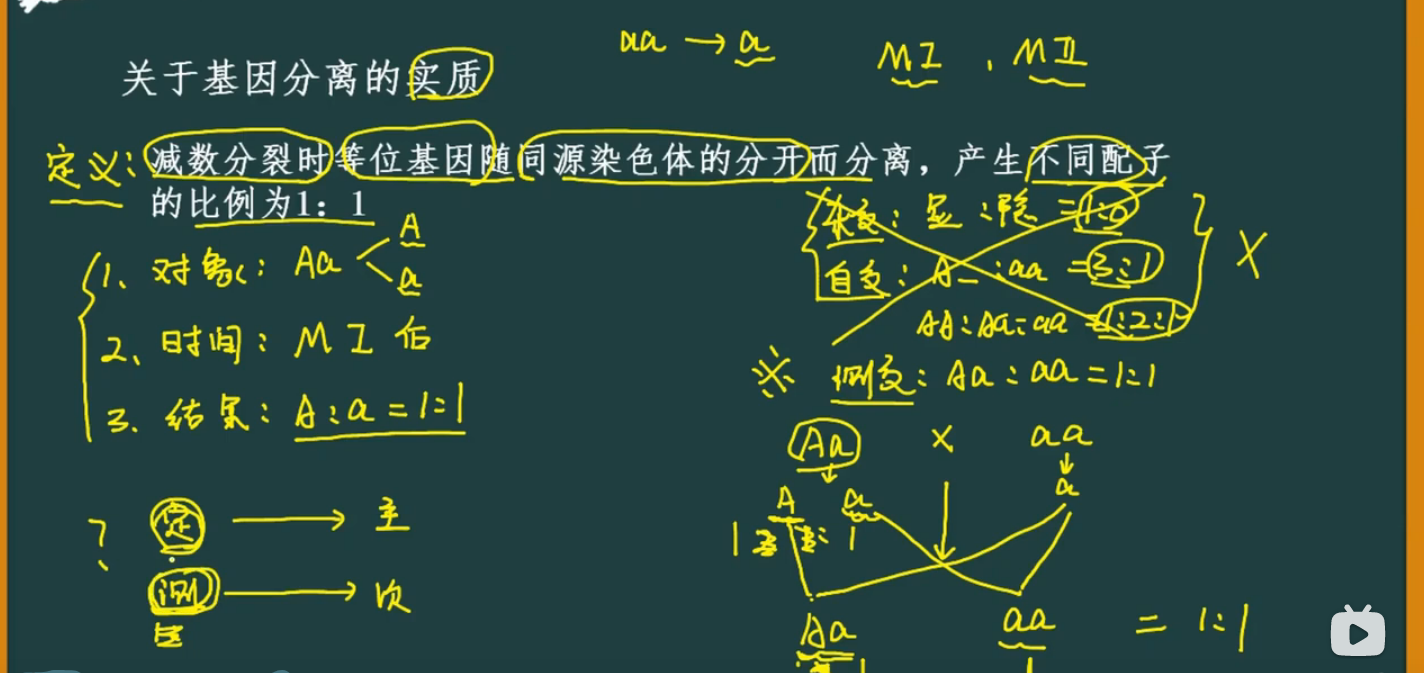 aa → a
MⅠ、MⅡ
关于基因分离的实质
定义:减数分裂时等位基因随同源染色体的分开而分离，产生不同配子
的比例为1：1
1、对象：Aa
A
a
2、时间：MⅠ后
3、结果：A:a=1:1
? 定 → 主
测 → 次
杂交：显：隐=1:0
自交：A_:aa=3:1
AA:Aa:aa=1:2:1
X
※ 测交：Aa:aa=1:1
Aa × aa
A a a
1 : 1
Aa aa = 1:1
1